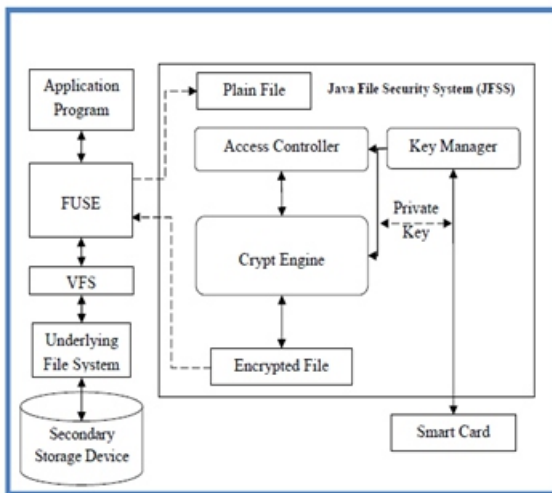 Application
Program
FUSE
VFS
Underlying
File System
Secondary
Storage Device
Java File Security System (JFSS)
Plain File
Access Controller
Key Manager
Private
Key
Crypt Engine
Encrypted File
Smart Card